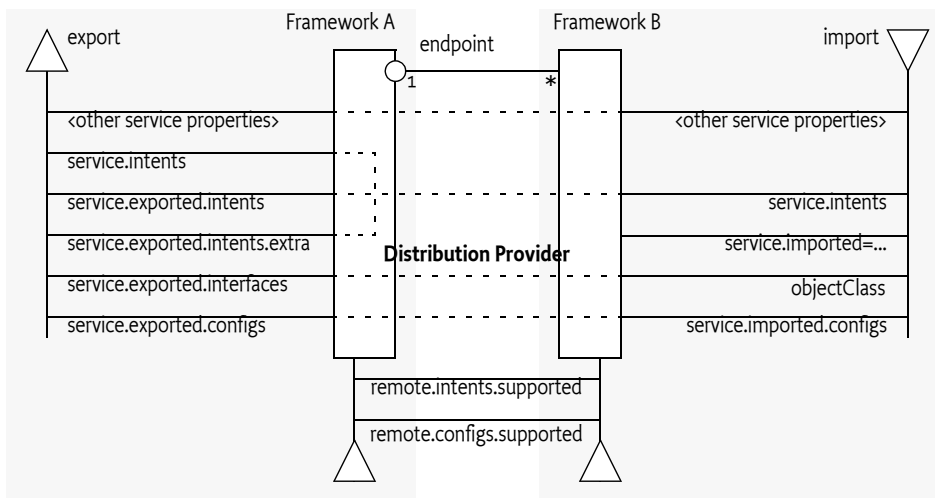 Framework A
Framework B
export
endpoint
import
1
*
<other service properties>
<other service properties>
service.intents
service.exported.intents
service.intents
service.exported.intents.extra
service.imported=...
Distribution Provider
service.exported.interfaces
objectClass
service.exported.configs
service.imported.configs
remote.intents.supported
remote.configs.supported